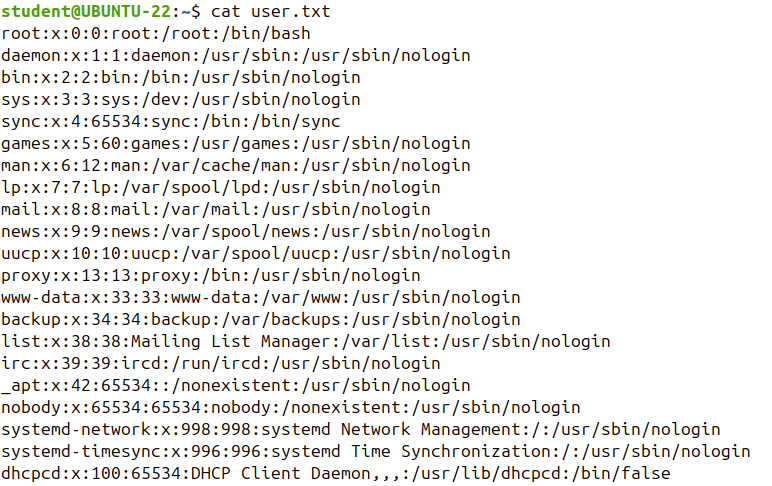 student@UBUNTU-22:~$ cat user.txt
root:x:0:0:root:/root:/bin/bash
daemon:x:1:1:daemon:/usr/sbin:/usr/sbin/nologin
bin:x:2:2:bin:/bin:/usr/sbin/nologin
sys:x:3:3:sys:/dev:/usr/sbin/nologin
sync:x:4:65534:sync:/bin:/bin/sync
games:x:5:60:games:/usr/games:/usr/sbin/nologin
man:x:6:12:man:/var/cache/man:/usr/sbin/nologin
lp:x:7:7:lp:/var/spool/lpd:/usr/sbin/nologin
mail:x:8:8:mail:/var/mail:/usr/sbin/nologin
news:x:9:9:news:/var/spool/news:/usr/sbin/nologin
uucp:x:10:10:uucp:/var/spool/uucp:/usr/sbin/nologin
proxy:x:13:13:proxy:/bin:/usr/sbin/nologin
www-data:x:33:33:www-data:/var/www:/usr/sbin/nologin
backup:x:34:34:backup:/var/backups:/usr/sbin/nologin
list:x:38:38:Mailing List Manager:/var/list:/usr/sbin/nologin
irc:x:39:39:ircd:/run/ircd:/usr/sbin/nologin
_apt:x:42:65534::/nonexistent:/usr/sbin/nologin
nobody:x:65534:65534:nobody:/nonexistent:/usr/sbin/nologin
systemd-network:x:998:998:systemd Network Management:/:/usr/sbin/nologin
systemd-timesync:x:996:996:systemd Time Synchronization:/:/usr/sbin/nologin
dhcpcd:x:100:65534:DHCP Client Daemon,,,:/usr/lib/dhcpcd:/bin/false